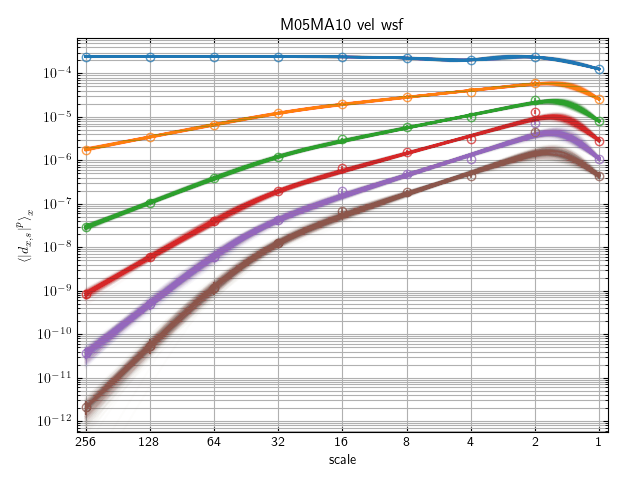 M05MA10 vel wsf
⟨|d_{x,s}|^p⟩_x
10^{-4}
10^{-5}
10^{-6}
10^{-7}
10^{-8}
10^{-9}
10^{-10}
10^{-11}
10^{-12}
256 128 64 32 16 8 4 2 1
scale